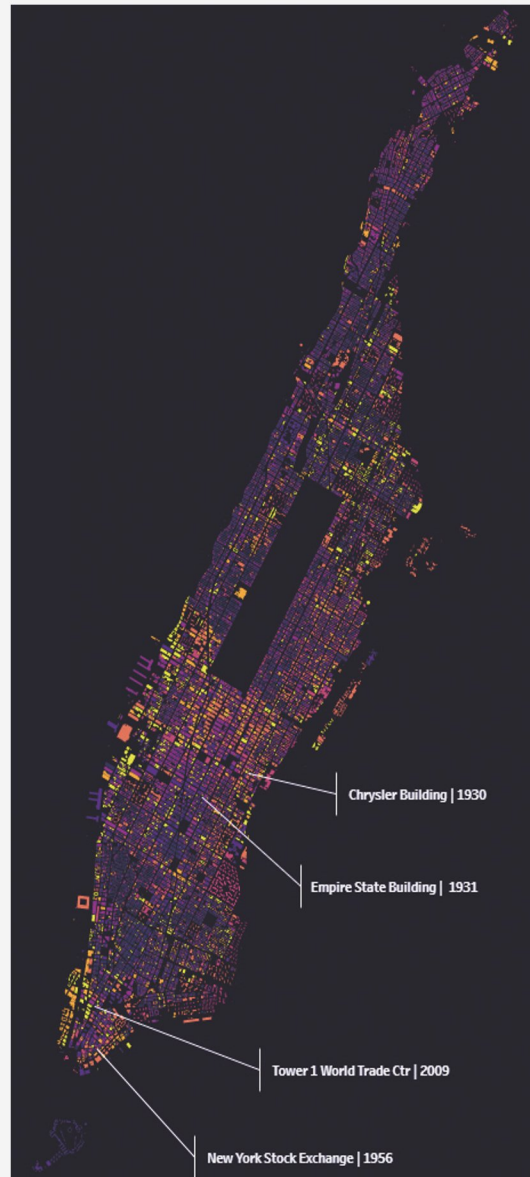 Chrysler Building | 1930
Empire State Building | 1931
Tower 1 World Trade Ctr | 2009
New York Stock Exchange | 1956